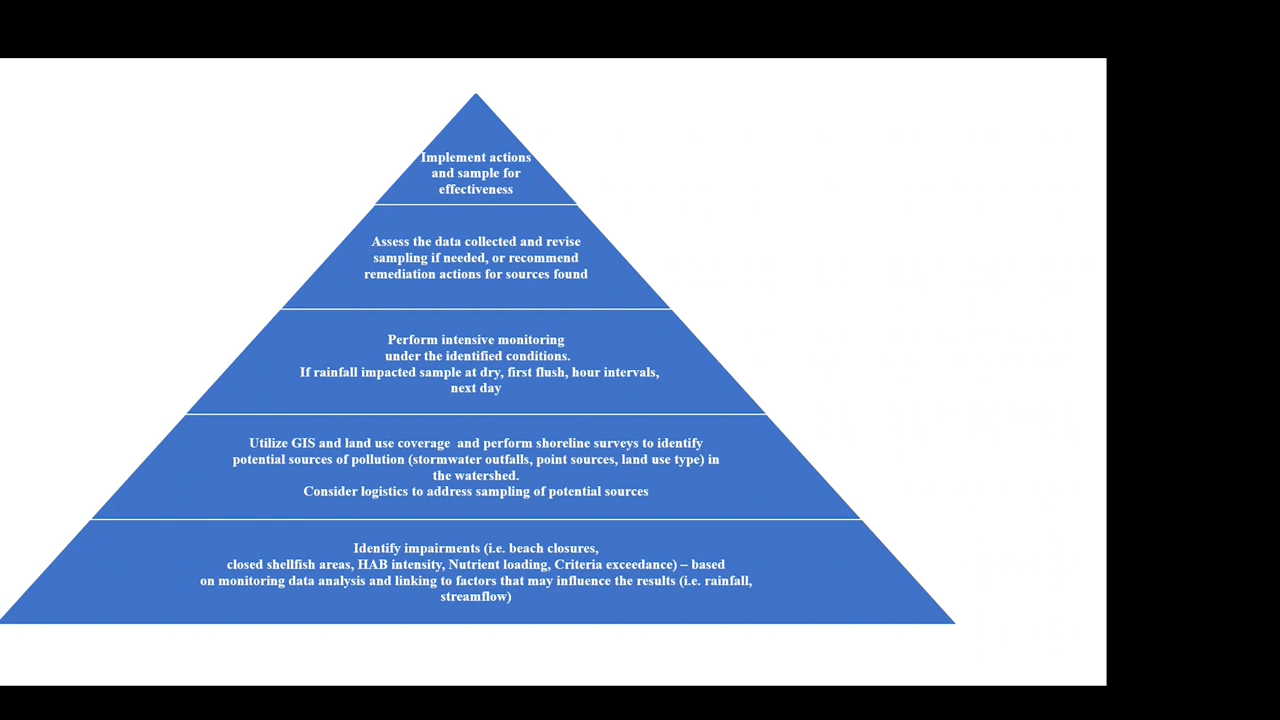 Implement actions
and sample for
effectiveness
Assess the data collected and revise
sampling if needed, or recommend
remediation actions for sources found
Perform intensive monitoring
under the identified conditions.
If rainfall impacted sample at dry, first flush, hour intervals,
next day
Utilize GIS and land use coverage  and perform shoreline surveys to identify
potential sources of pollution (stormwater outfalls, point sources, land use type) in
the watershed.
Consider logistics to address sampling of potential sources
Identify impairments (i.e. beach closures,
closed shellfish areas, HAB intensity, Nutrient loading, Criteria exceedance) – based
on monitoring data analysis and linking to factors that may influence the results (i.e. rainfall,
streamflow)